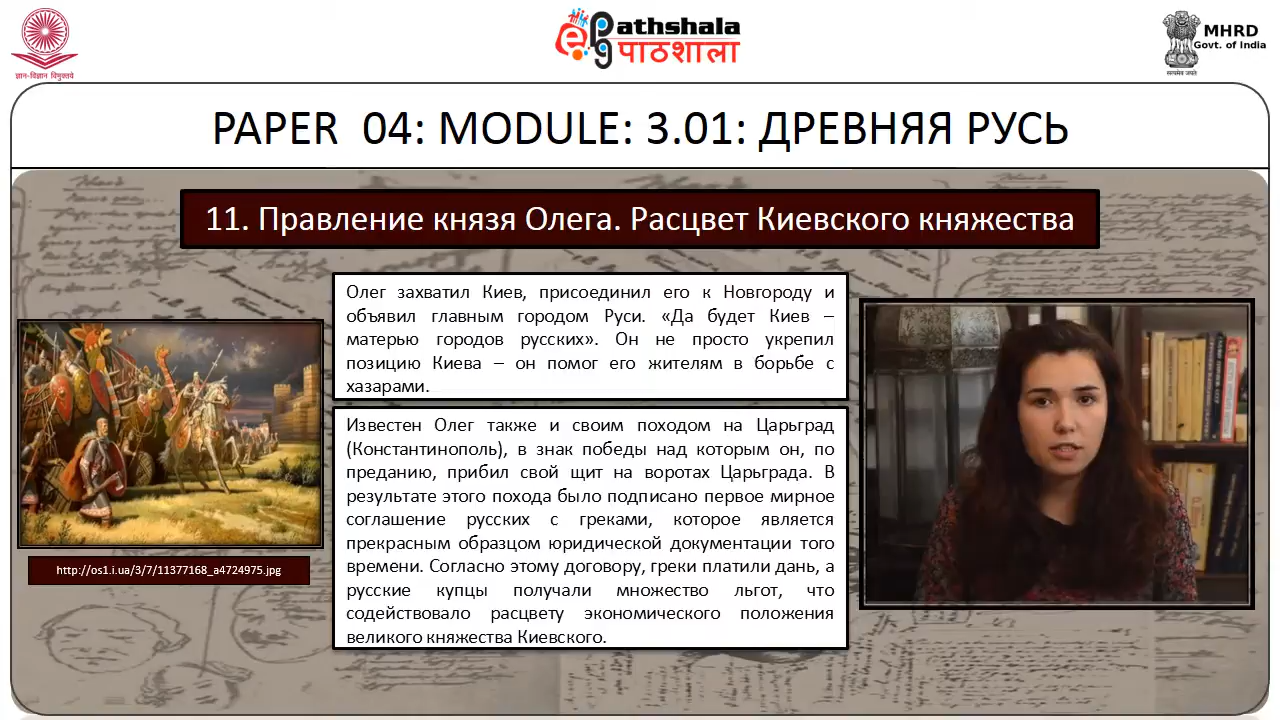 ज्ञान-विज्ञान विमुक्तये
ePathshala
पाठशाला
MHRD
Govt. of India
सत्यमेव जयते
PAPER 04: MODULE: 3.01: ДРЕВНЯЯ РУСЬ
11. Правление князя Олега. Расцвет Киевского княжества
Олег захватил Киев, присоединил его к Новгороду и
объявил главным городом Руси. «Да будет Киев –
матерью городов русских». Он не просто укрепил
позицию Киева – он помог его жителям в борьбе с
хазарами.
Известен Олег также и своим походом на Царьград
(Константинополь), в знак победы над которым он, по
преданию, прибил свой щит на воротах Царьграда. В
результате этого похода было подписано первое мирное
соглашение русских с греками, которое является
прекрасным образцом юридической документации того
времени. Согласно этому договору, греки платили дань, а
русские купцы получали множество льгот, что
содействовало расцвету экономического положения
великого княжества Киевского.
http://os1.i.ua/3/7/11377168_a4724975.jpg